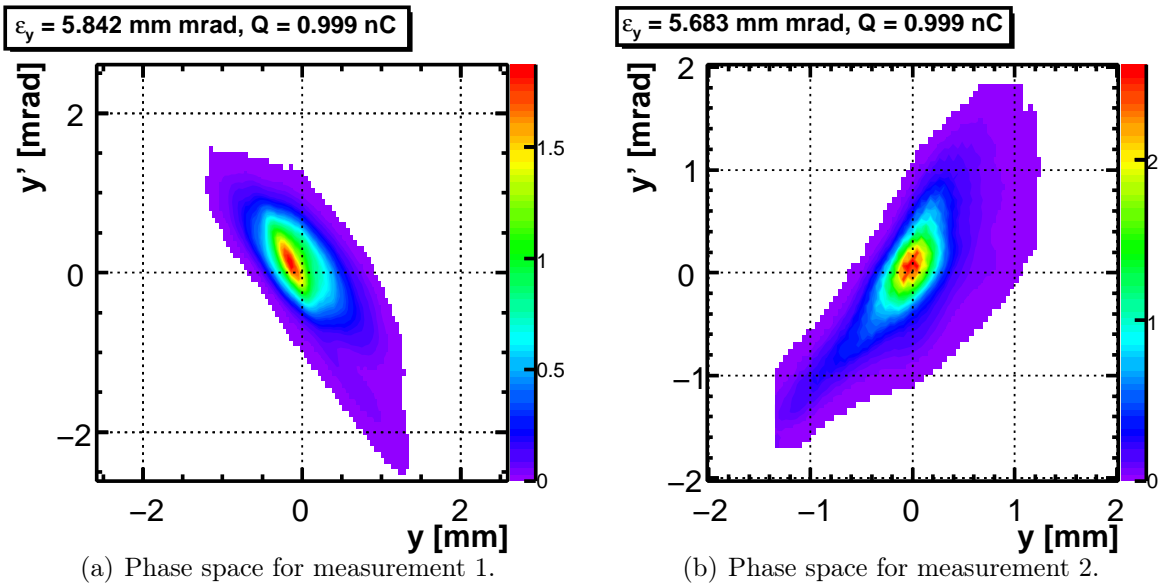 ε_y = 5.842 mm mrad, Q = 0.999 nC
y' [mrad]
2
0
−2
−2
0
2
y [mm]
1.5
1
0.5
0
(a) Phase space for measurement 1.
ε_y = 5.683 mm mrad, Q = 0.999 nC
y' [mrad]
2
1
0
−1
−2
−2
−1
0
1
2
y [mm]
2
1
0
(b) Phase space for measurement 2.